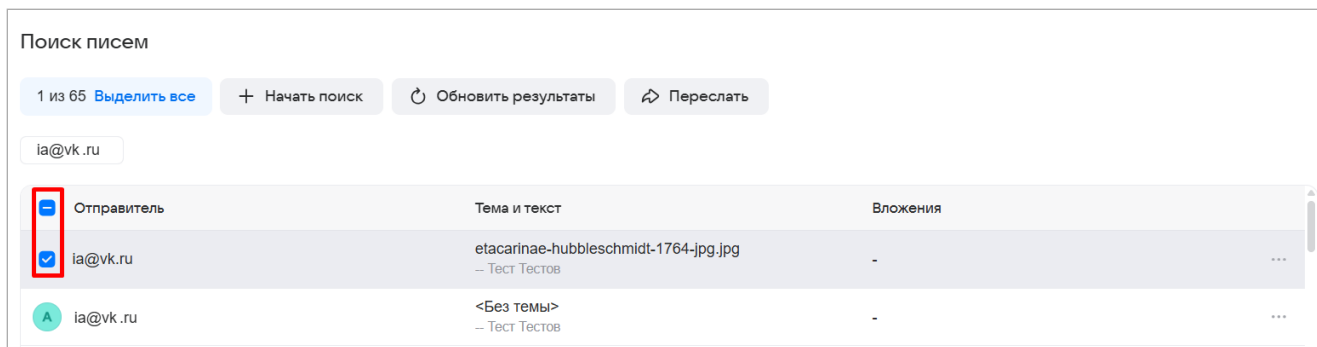 Поиск писем
1 из 65 Выделить все + Начать поиск Обновить результаты Переслать
ia@vk .ru
Отправитель Тема и текст Вложения
ia@vk.ru etacarinae-hubbleschmidt-1764-jpg.jpg -
-- Тест Тестов
A ia@vk .ru <Без темы> -
-- Тест Тестов